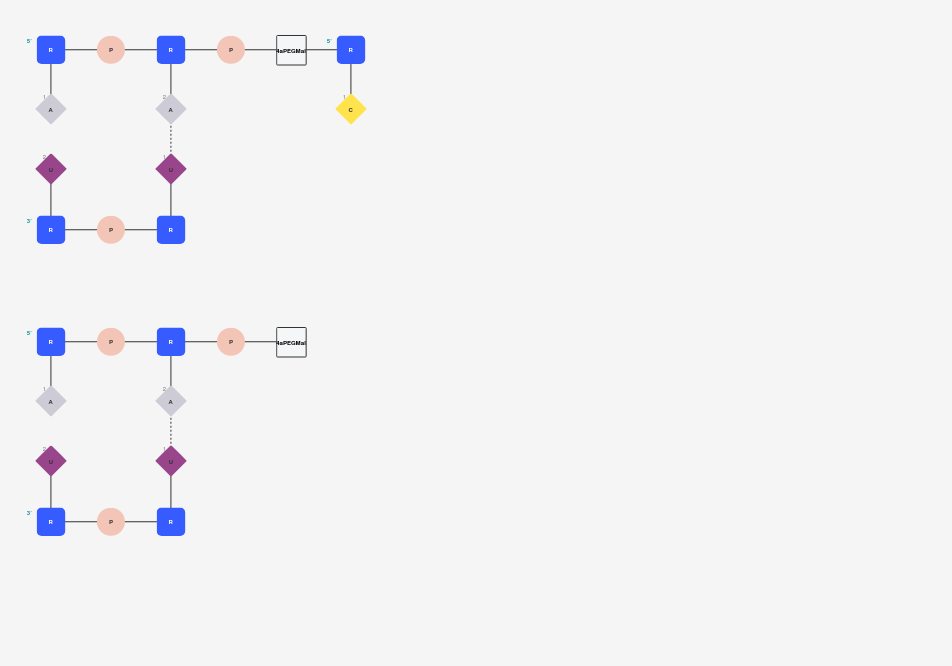 5' R P R P 4aPEGMal 5' R
1 A 2 A 1 C
2 U 1 U
3' R P R
5' R P R P 4aPEGMal
1 A 2 A
2 U 1 U
3' R P R